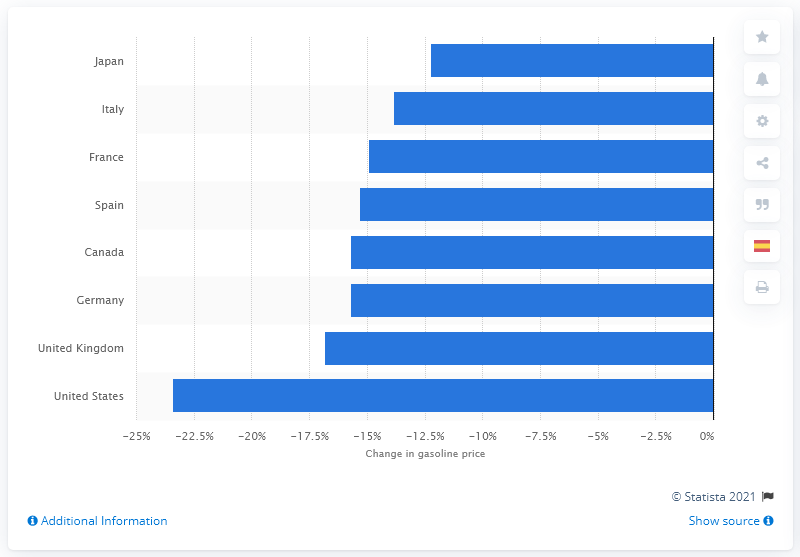 Japan
Italy
France
Spain
Canada
Germany
United Kingdom
United States
−25% −22.5% −20% −17.5% −15% −12.5% −10% −7.5% −5% −2.5% 0%
Change in gasoline price
© Statista 2021
Additional Information
Show source